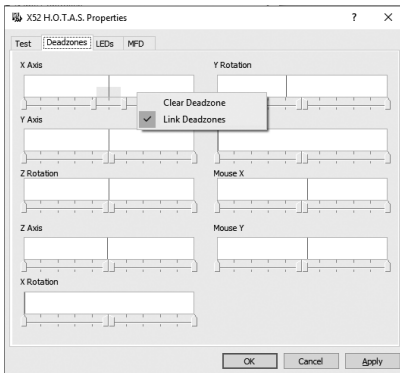 X52 H.O.T.A.S. Properties
Test Deadzones LEDs MFD
X Axis
Y Rotation
Clear Deadzone
Link Deadzones
Y Axis
Z Rotation
Mouse X
Z Axis
Mouse Y
X Rotation
OK Cancel Apply